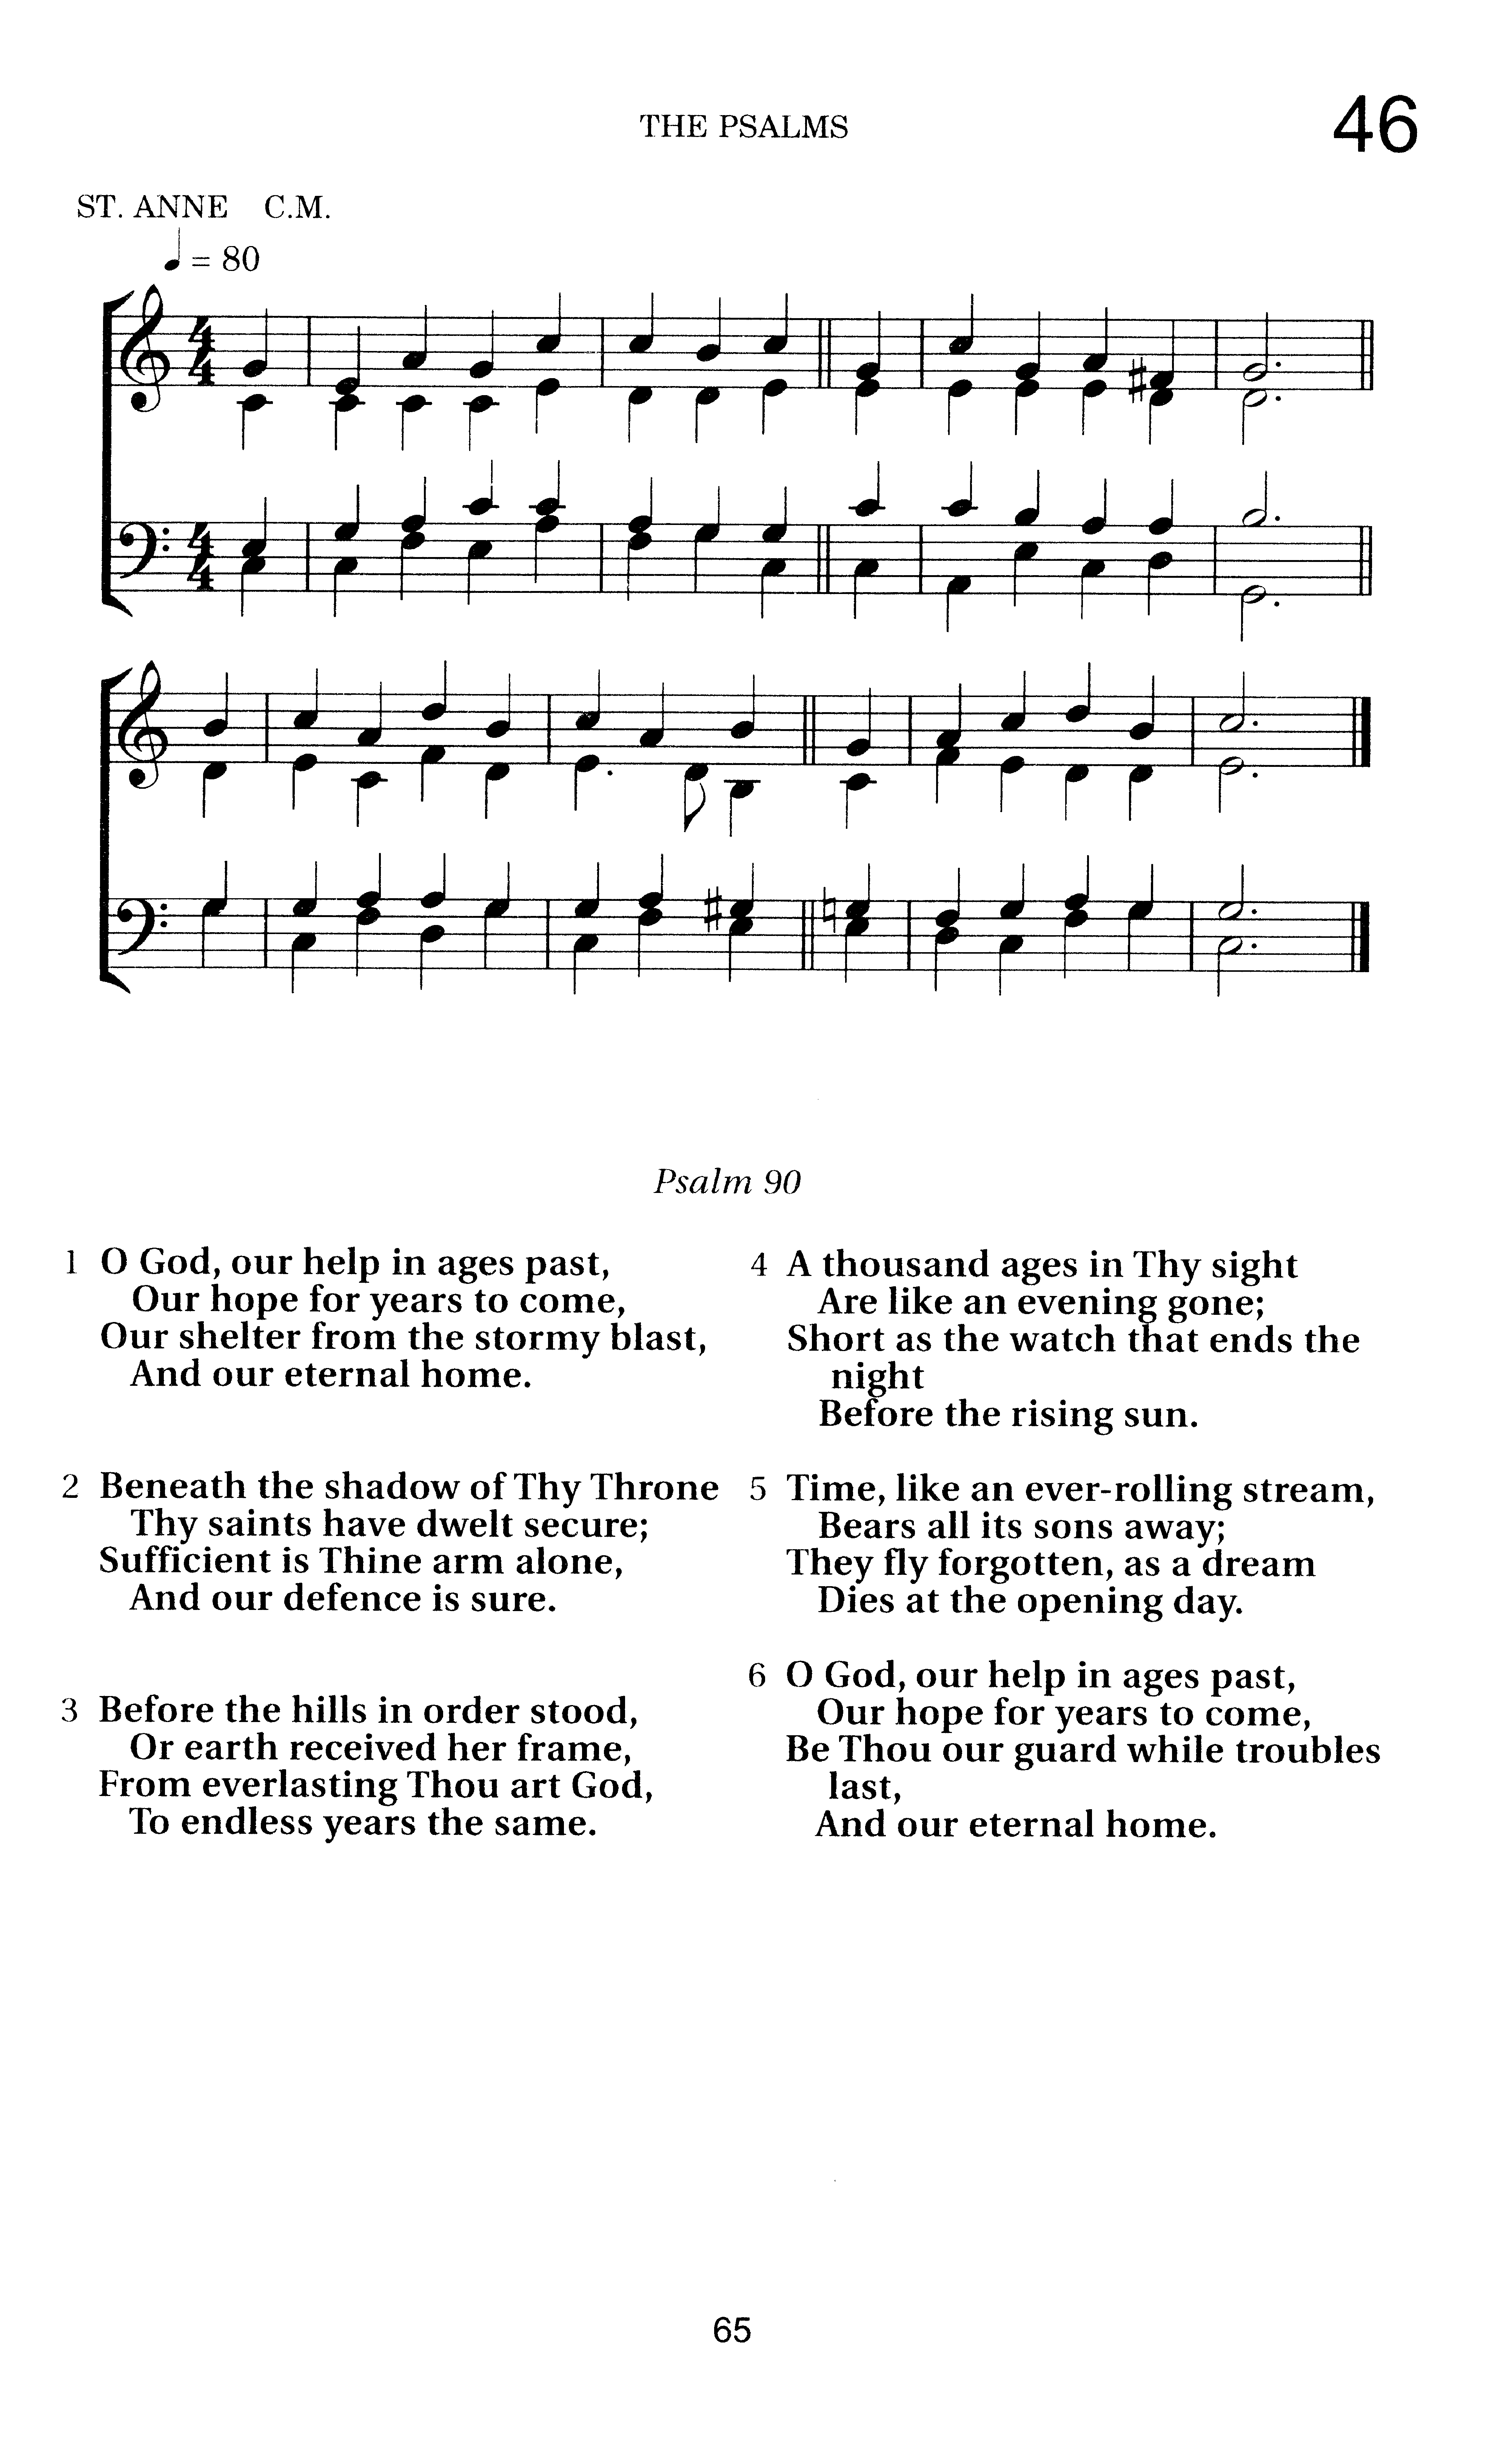 THE PSALMS
46
ST. ANNE C.M.
♩ = 80
4
4
4
4
Psalm 90
1 O God, our help in ages past,
Our hope for years to come,
Our shelter from the stormy blast,
And our eternal home.
2 Beneath the shadow of Thy Throne
Thy saints have dwelt secure;
Sufficient is Thine arm alone,
And our defence is sure.
3 Before the hills in order stood,
Or earth received her frame,
From everlasting Thou art God,
To endless years the same.
4 A thousand ages in Thy sight
Are like an evening gone;
Short as the watch that ends the
night
Before the rising sun.
5 Time, like an ever-rolling stream,
Bears all its sons away;
They fly forgotten, as a dream
Dies at the opening day.
6 O God, our help in ages past,
Our hope for years to come,
Be Thou our guard while troubles
last,
And our eternal home.
65